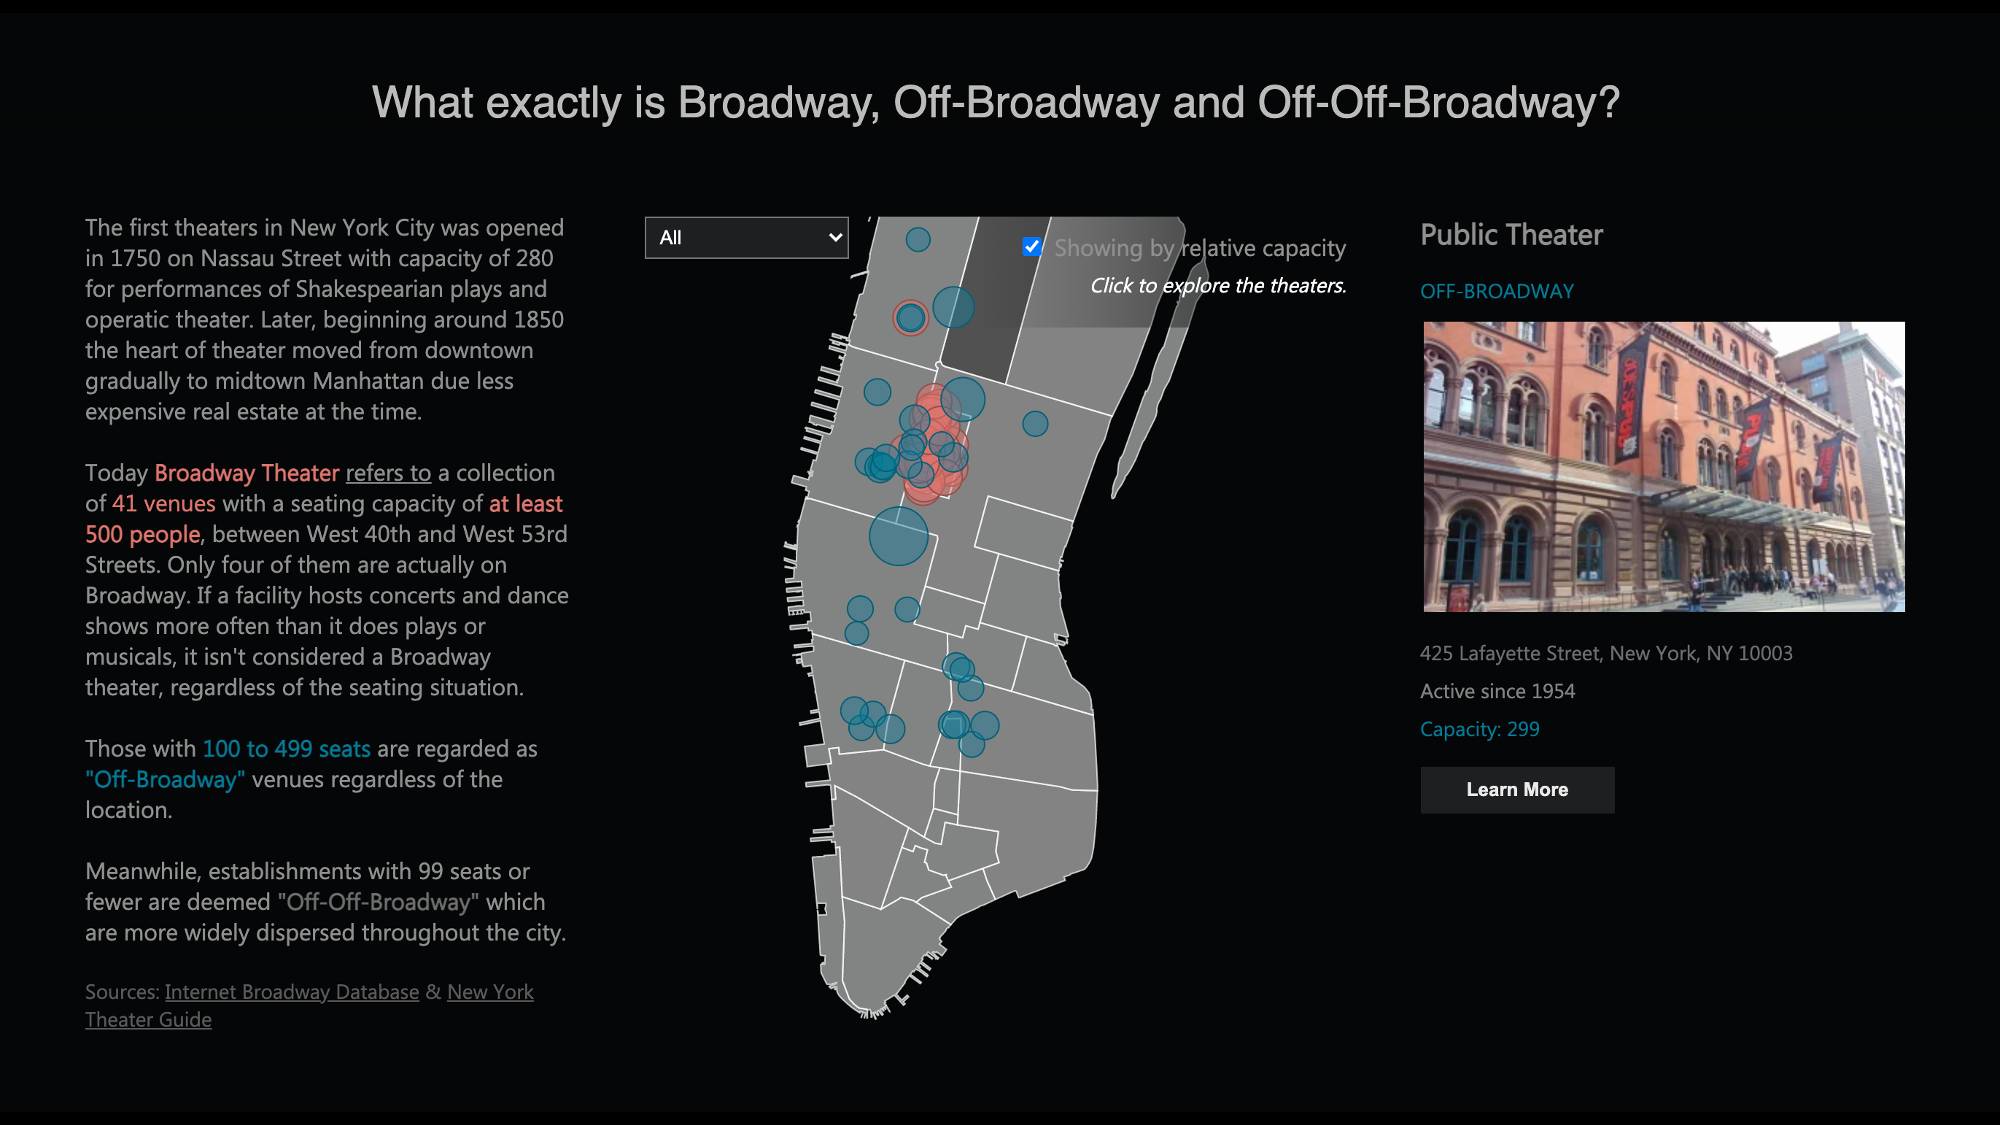 What exactly is Broadway, Off-Broadway and Off-Off-Broadway?
The first theaters in New York City was opened
in 1750 on Nassau Street with capacity of 280
for performances of Shakespearian plays and
operatic theater. Later, beginning around 1850
the heart of theater moved from downtown
gradually to midtown Manhattan due less
expensive real estate at the time.
Today Broadway Theater refers to a collection
of 41 venues with a seating capacity of at least
500 people, between West 40th and West 53rd
Streets. Only four of them are actually on
Broadway. If a facility hosts concerts and dance
shows more often than it does plays or
musicals, it isn't considered a Broadway
theater, regardless of the seating situation.
Those with 100 to 499 seats are regarded as
"Off-Broadway" venues regardless of the
location.
Meanwhile, establishments with 99 seats or
fewer are deemed "Off-Off-Broadway" which
are more widely dispersed throughout the city.
Sources: Internet Broadway Database & New York
Theater Guide
All
Showing by relative capacity
Click to explore the theaters.
Public Theater
OFF-BROADWAY
425 Lafayette Street, New York, NY 10003
Active since 1954
Capacity: 299
Learn More